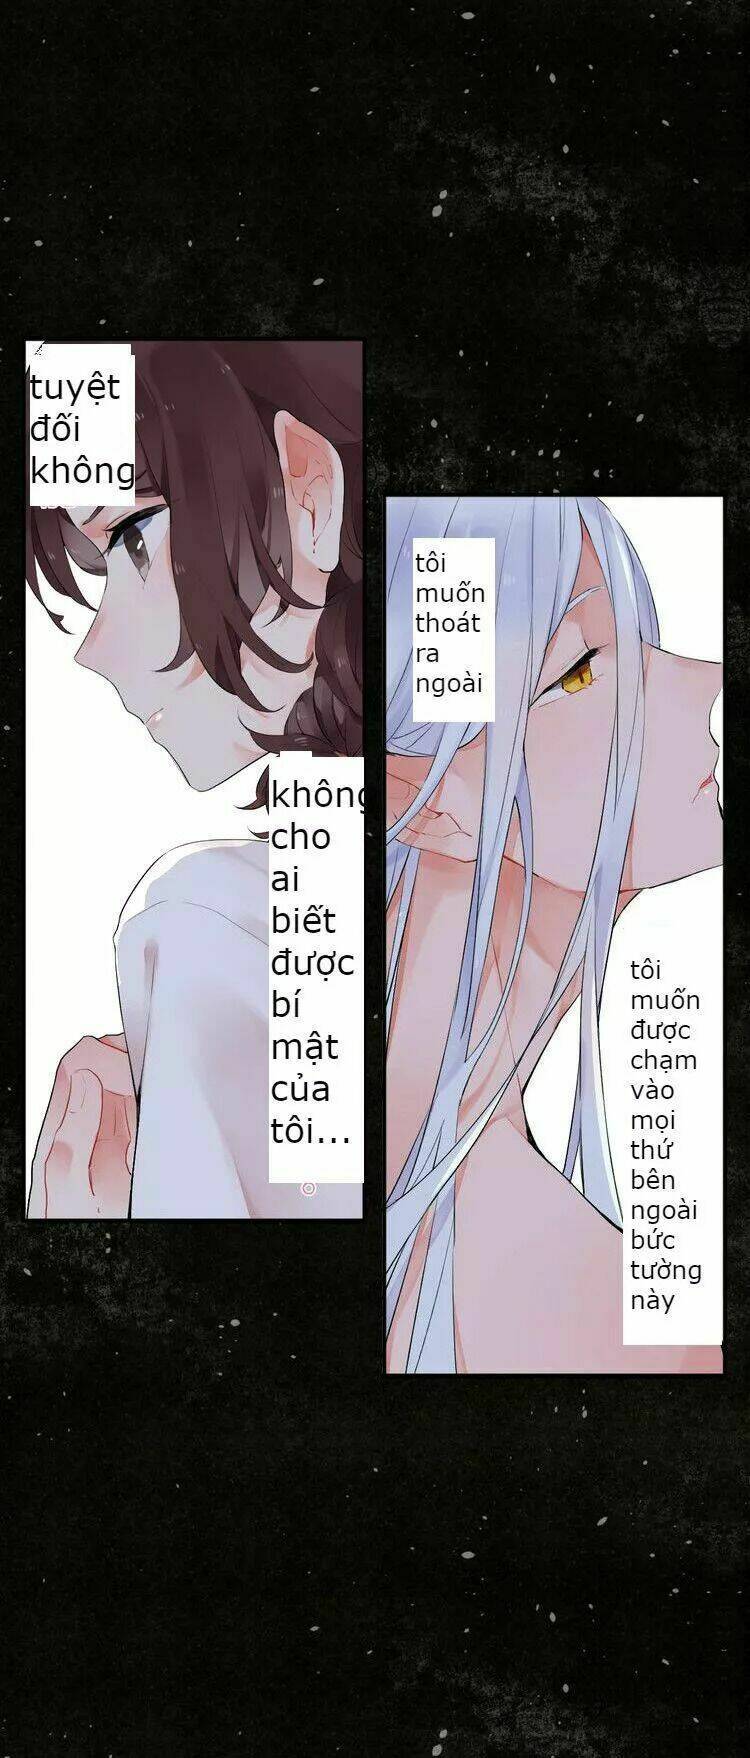 tuyệt
đối
không
không
cho
ai
biết
được
bí
mật
của
tôi...
tôi
muốn
thoát
ra
ngoài
tôi
muốn
được
chạm
vào
mọi
thứ
bên
ngoài
bức
tường
này